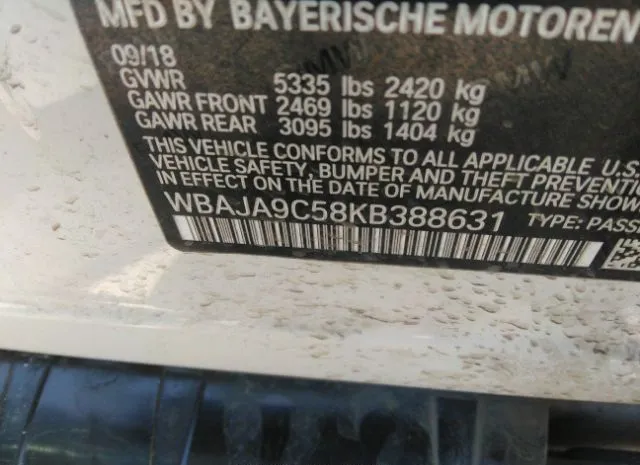 MFD BY BAYERISCHE MOTOREN
09/18
GVWR 5335 lbs 2420 kg
GAWR FRONT 2469 lbs 1120 kg
GAWR REAR 3095 lbs 1404 kg
THIS VEHICLE CONFORMS TO ALL APPLICABLE U.S.
VEHICLE SAFETY, BUMPER AND THEFT PREVENTION
IN EFFECT ON THE DATE OF MANUFACTURE SHOW
WBAJA9C58KB388631 TYPE: PASSE